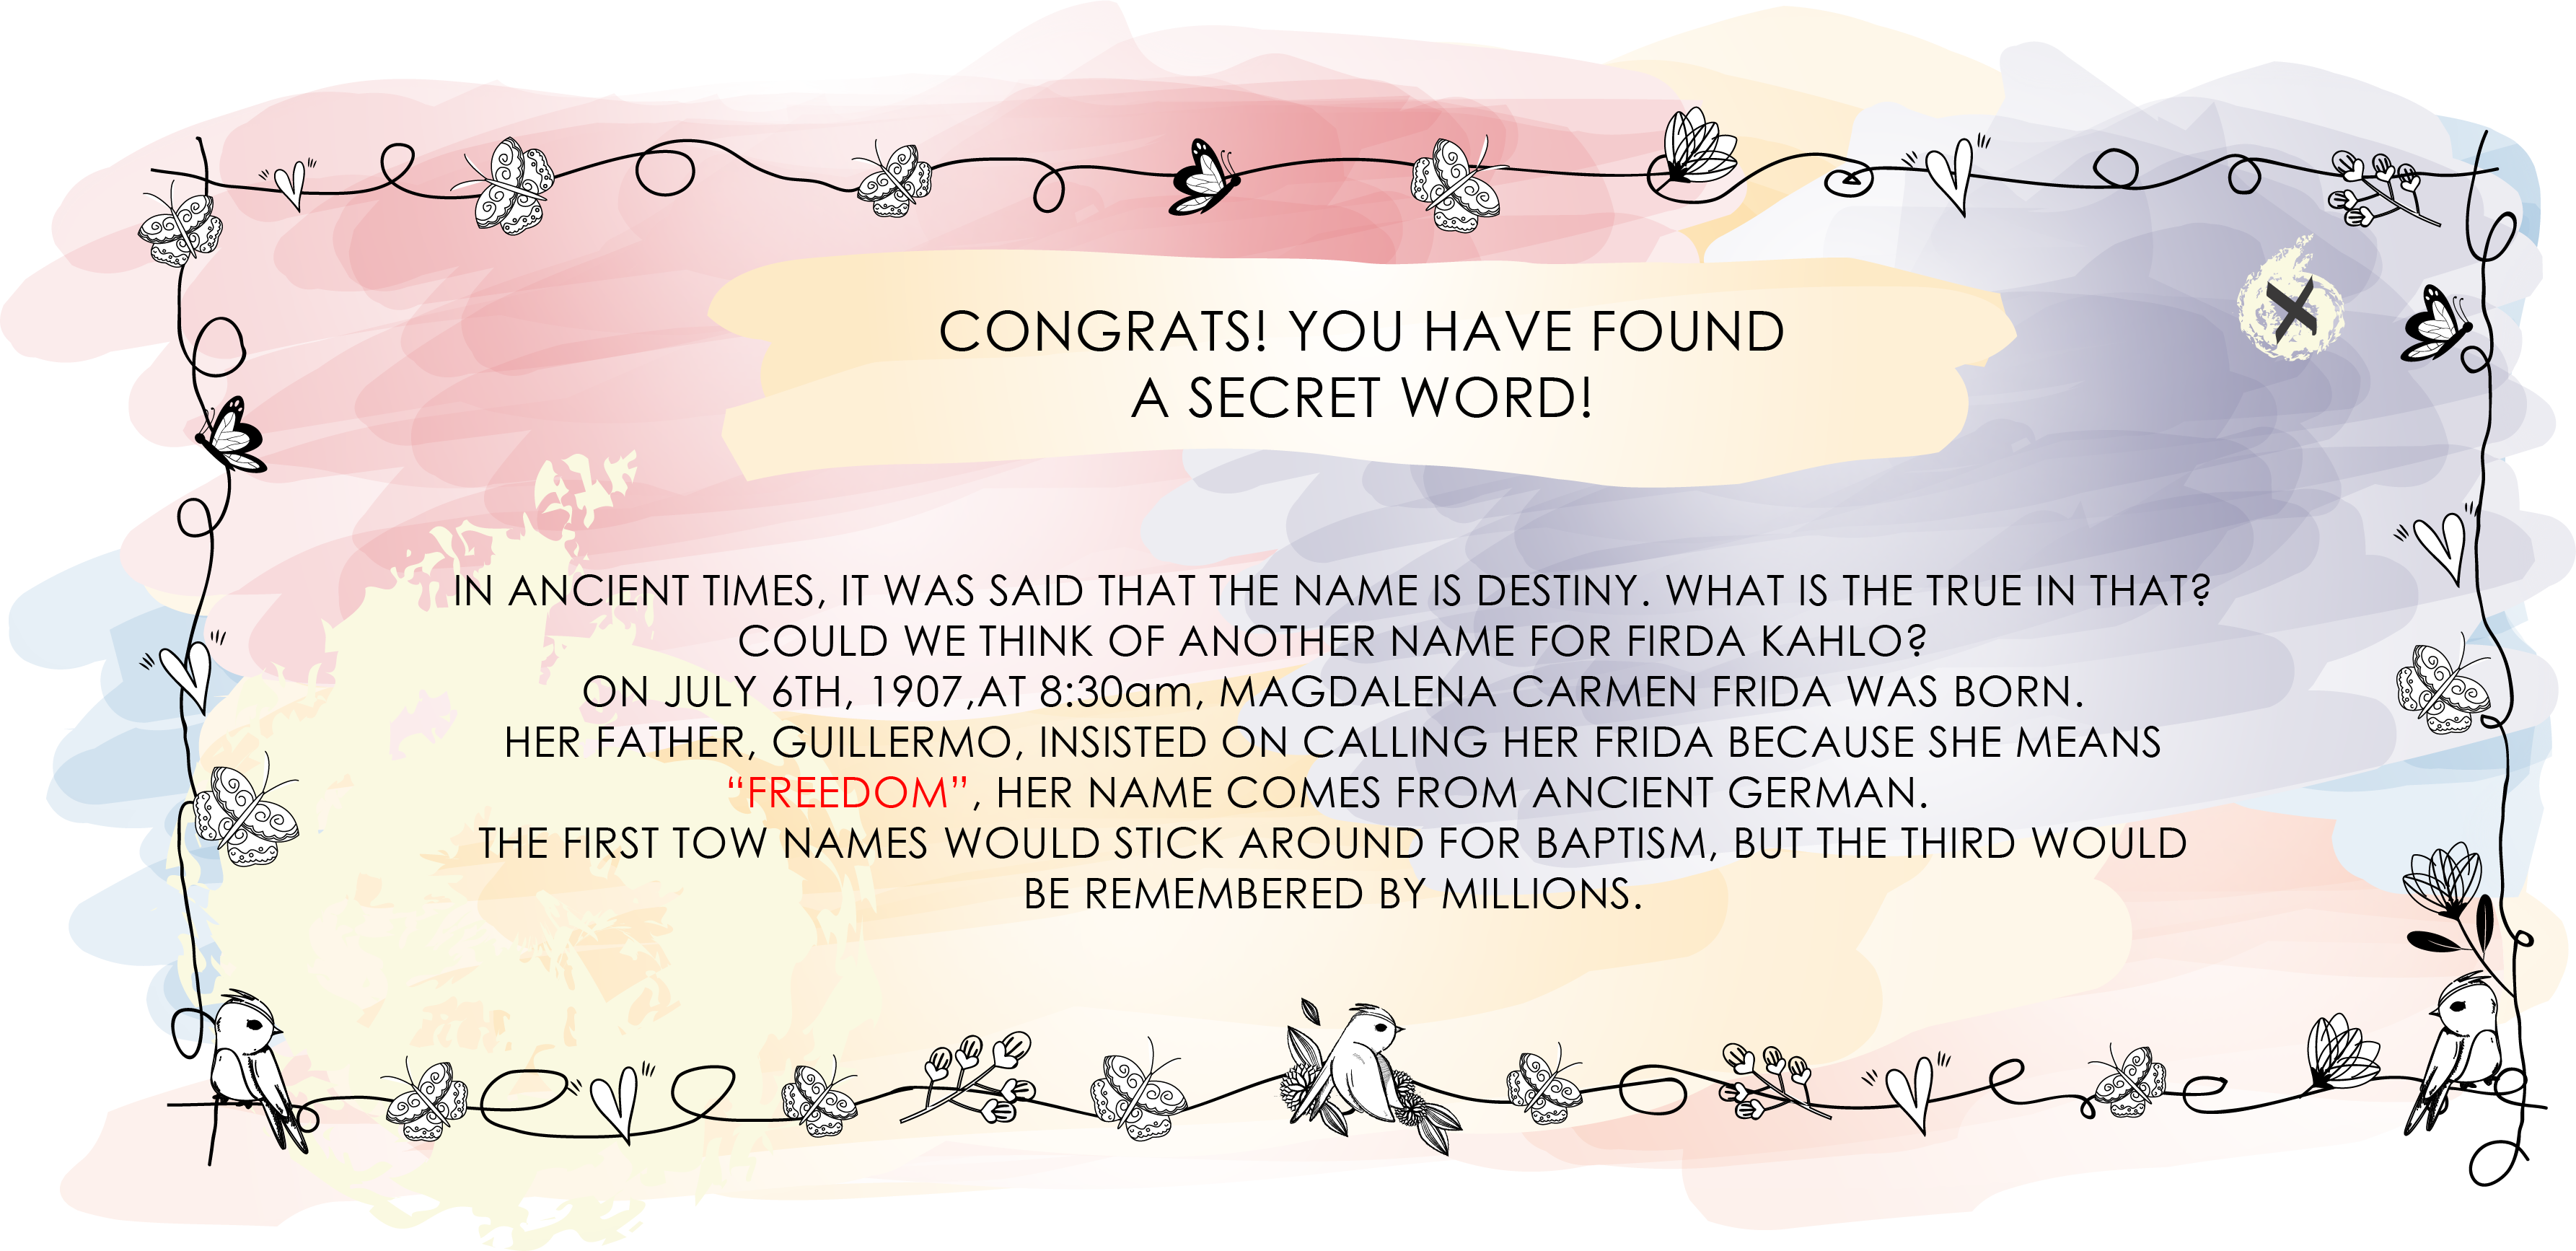 CONGRATS! YOU HAVE FOUND
A SECRET WORD!
IN ANCIENT TIMES, IT WAS SAID THAT THE NAME IS DESTINY. WHAT IS THE TRUE IN THAT?
COULD WE THINK OF ANOTHER NAME FOR FIRDA KAHLO?
ON JULY 6TH, 1907,AT 8:30am, MAGDALENA CARMEN FRIDA WAS BORN.
HER FATHER, GUILLERMO, INSISTED ON CALLING HER FRIDA BECAUSE SHE MEANS
“FREEDOM”, HER NAME COMES FROM ANCIENT GERMAN.
THE FIRST TOW NAMES WOULD STICK AROUND FOR BAPTISM, BUT THE THIRD WOULD
BE REMEMBERED BY MILLIONS.